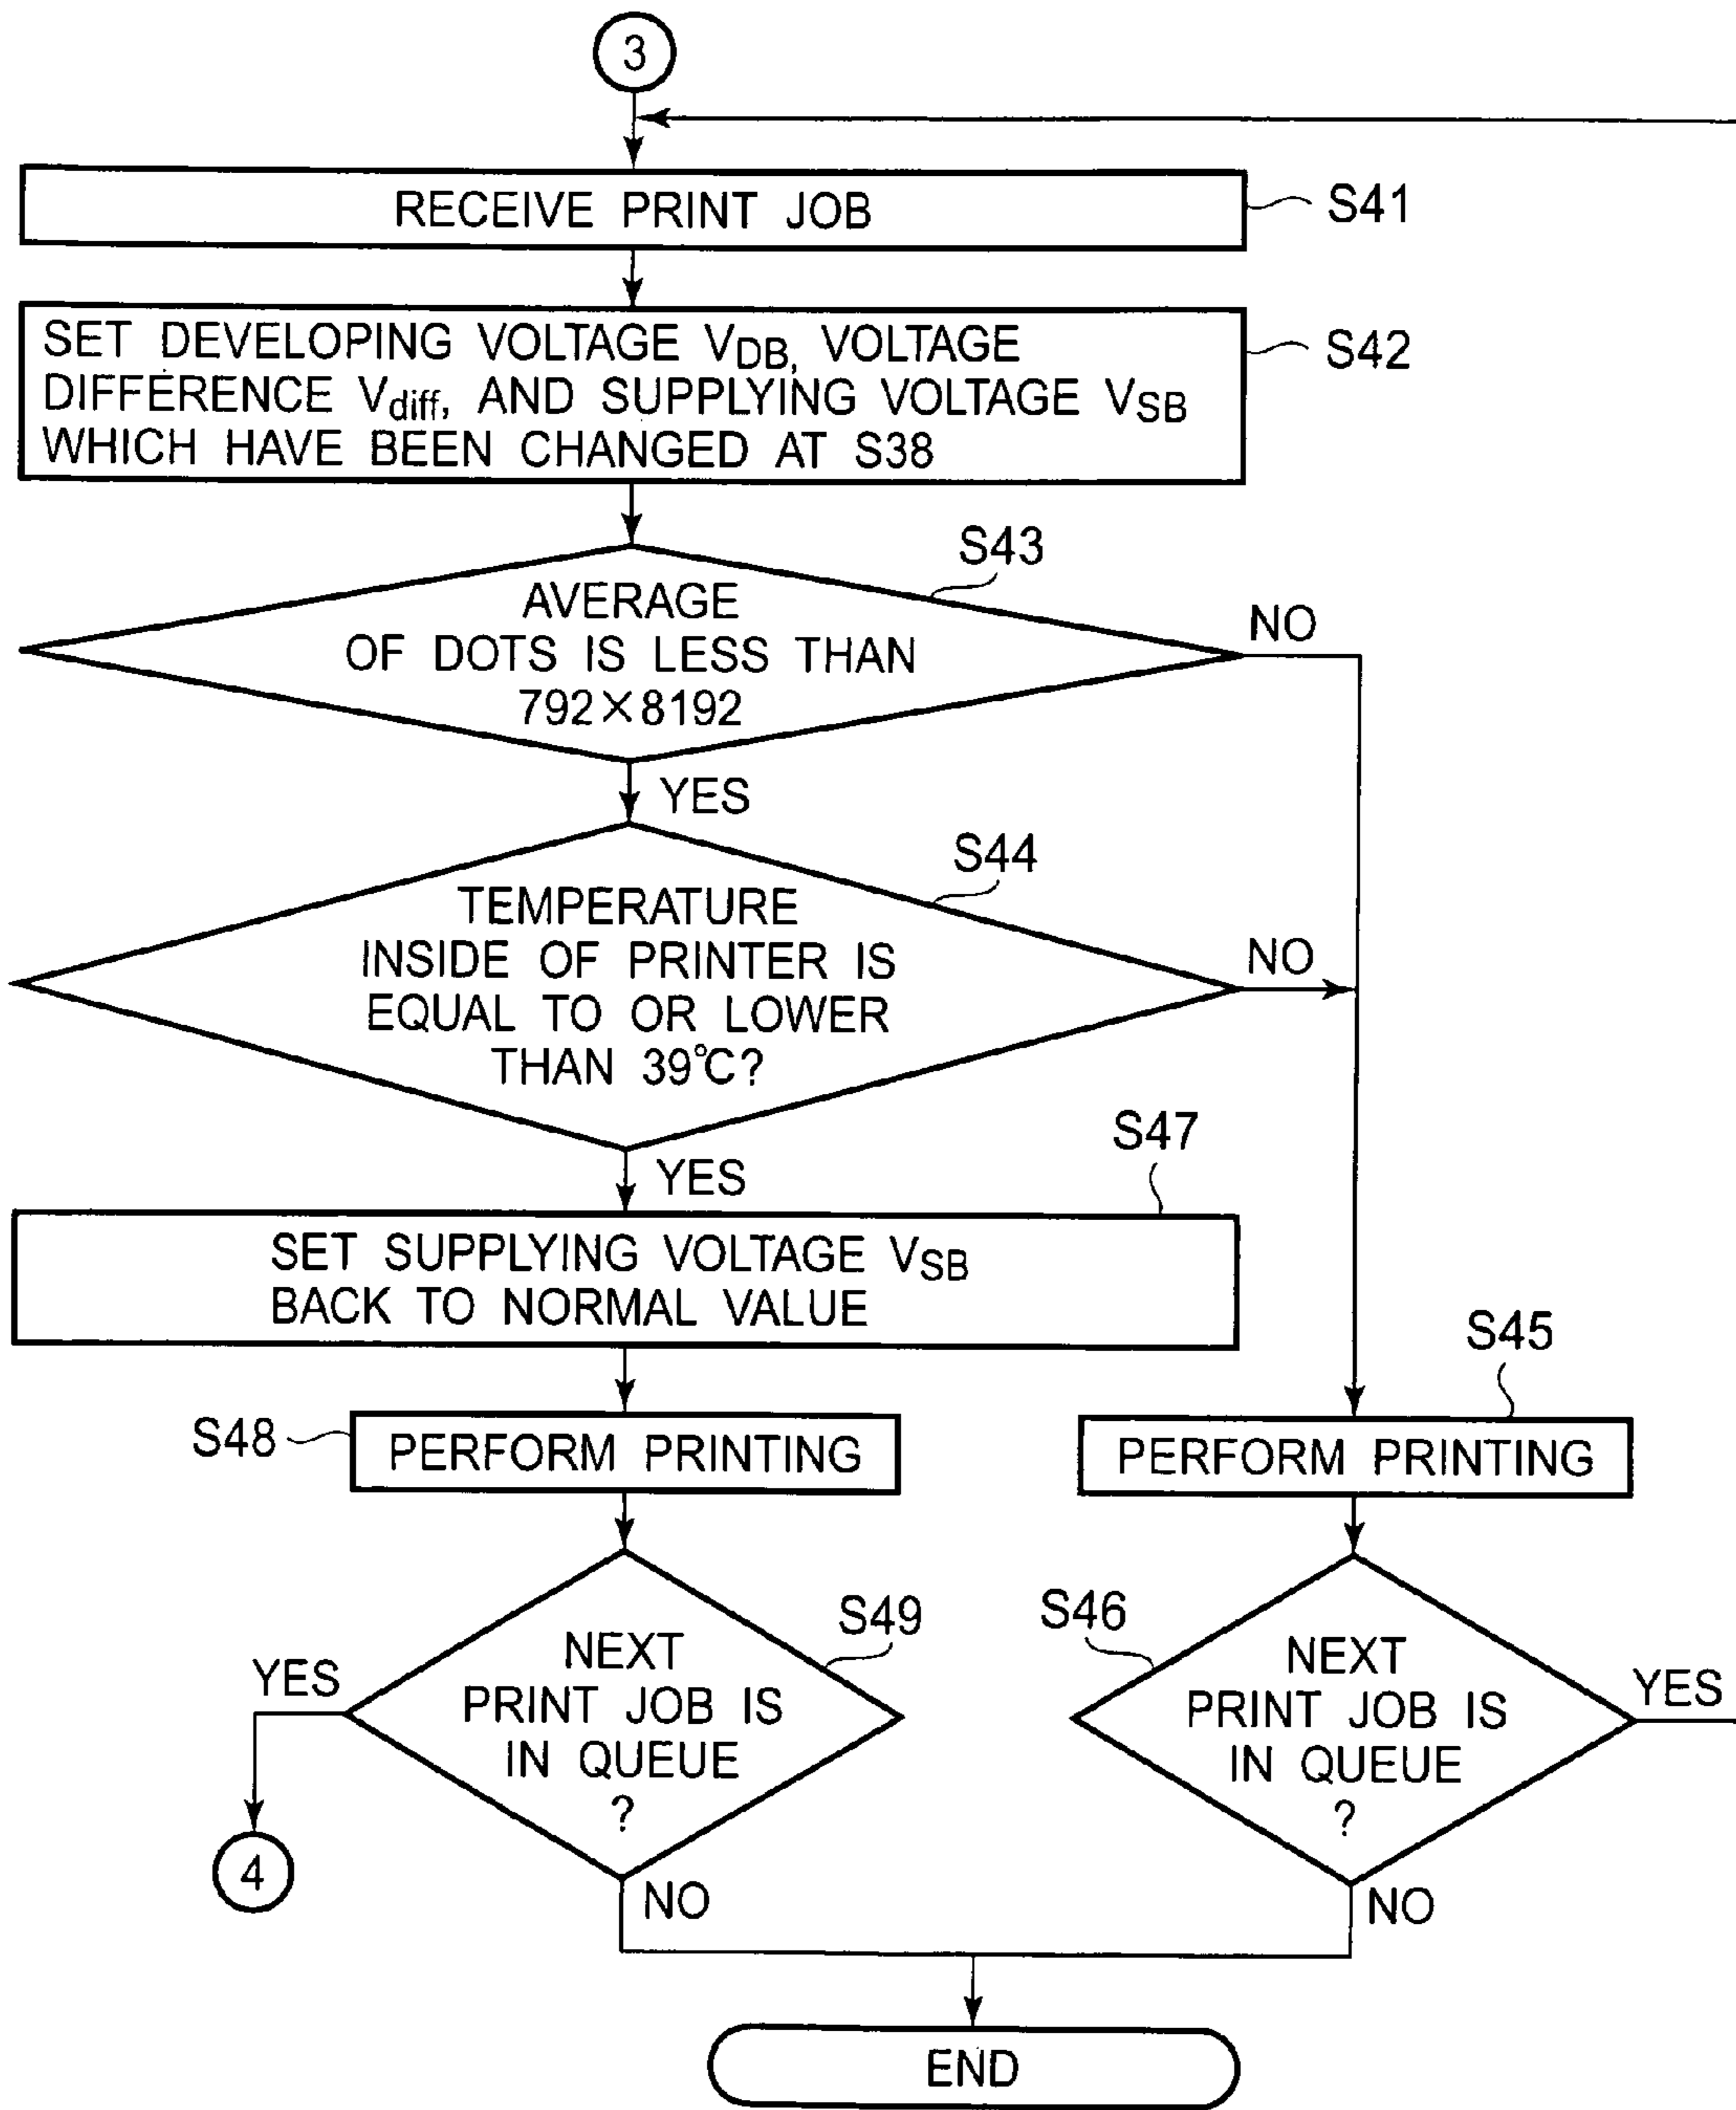 3
RECEIVE PRINT JOB
S41
SET DEVELOPING VOLTAGE VDB, VOLTAGE
DIFFERENCE Vdiff, AND SUPPLYING VOLTAGE VSB
WHICH HAVE BEEN CHANGED AT S38
S42
S43
AVERAGE
OF DOTS IS LESS THAN
792×8192
NO
YES
S44
TEMPERATURE
INSIDE OF PRINTER IS
EQUAL TO OR LOWER
THAN 39℃?
NO
YES
S47
SET SUPPLYING VOLTAGE VSB
BACK TO NORMAL VALUE
S45
S48
PERFORM PRINTING
PERFORM PRINTING
S49
NEXT
PRINT JOB IS
IN QUEUE
?
YES
4
NO
S46
NEXT
PRINT JOB IS
IN QUEUE
?
YES
NO
END